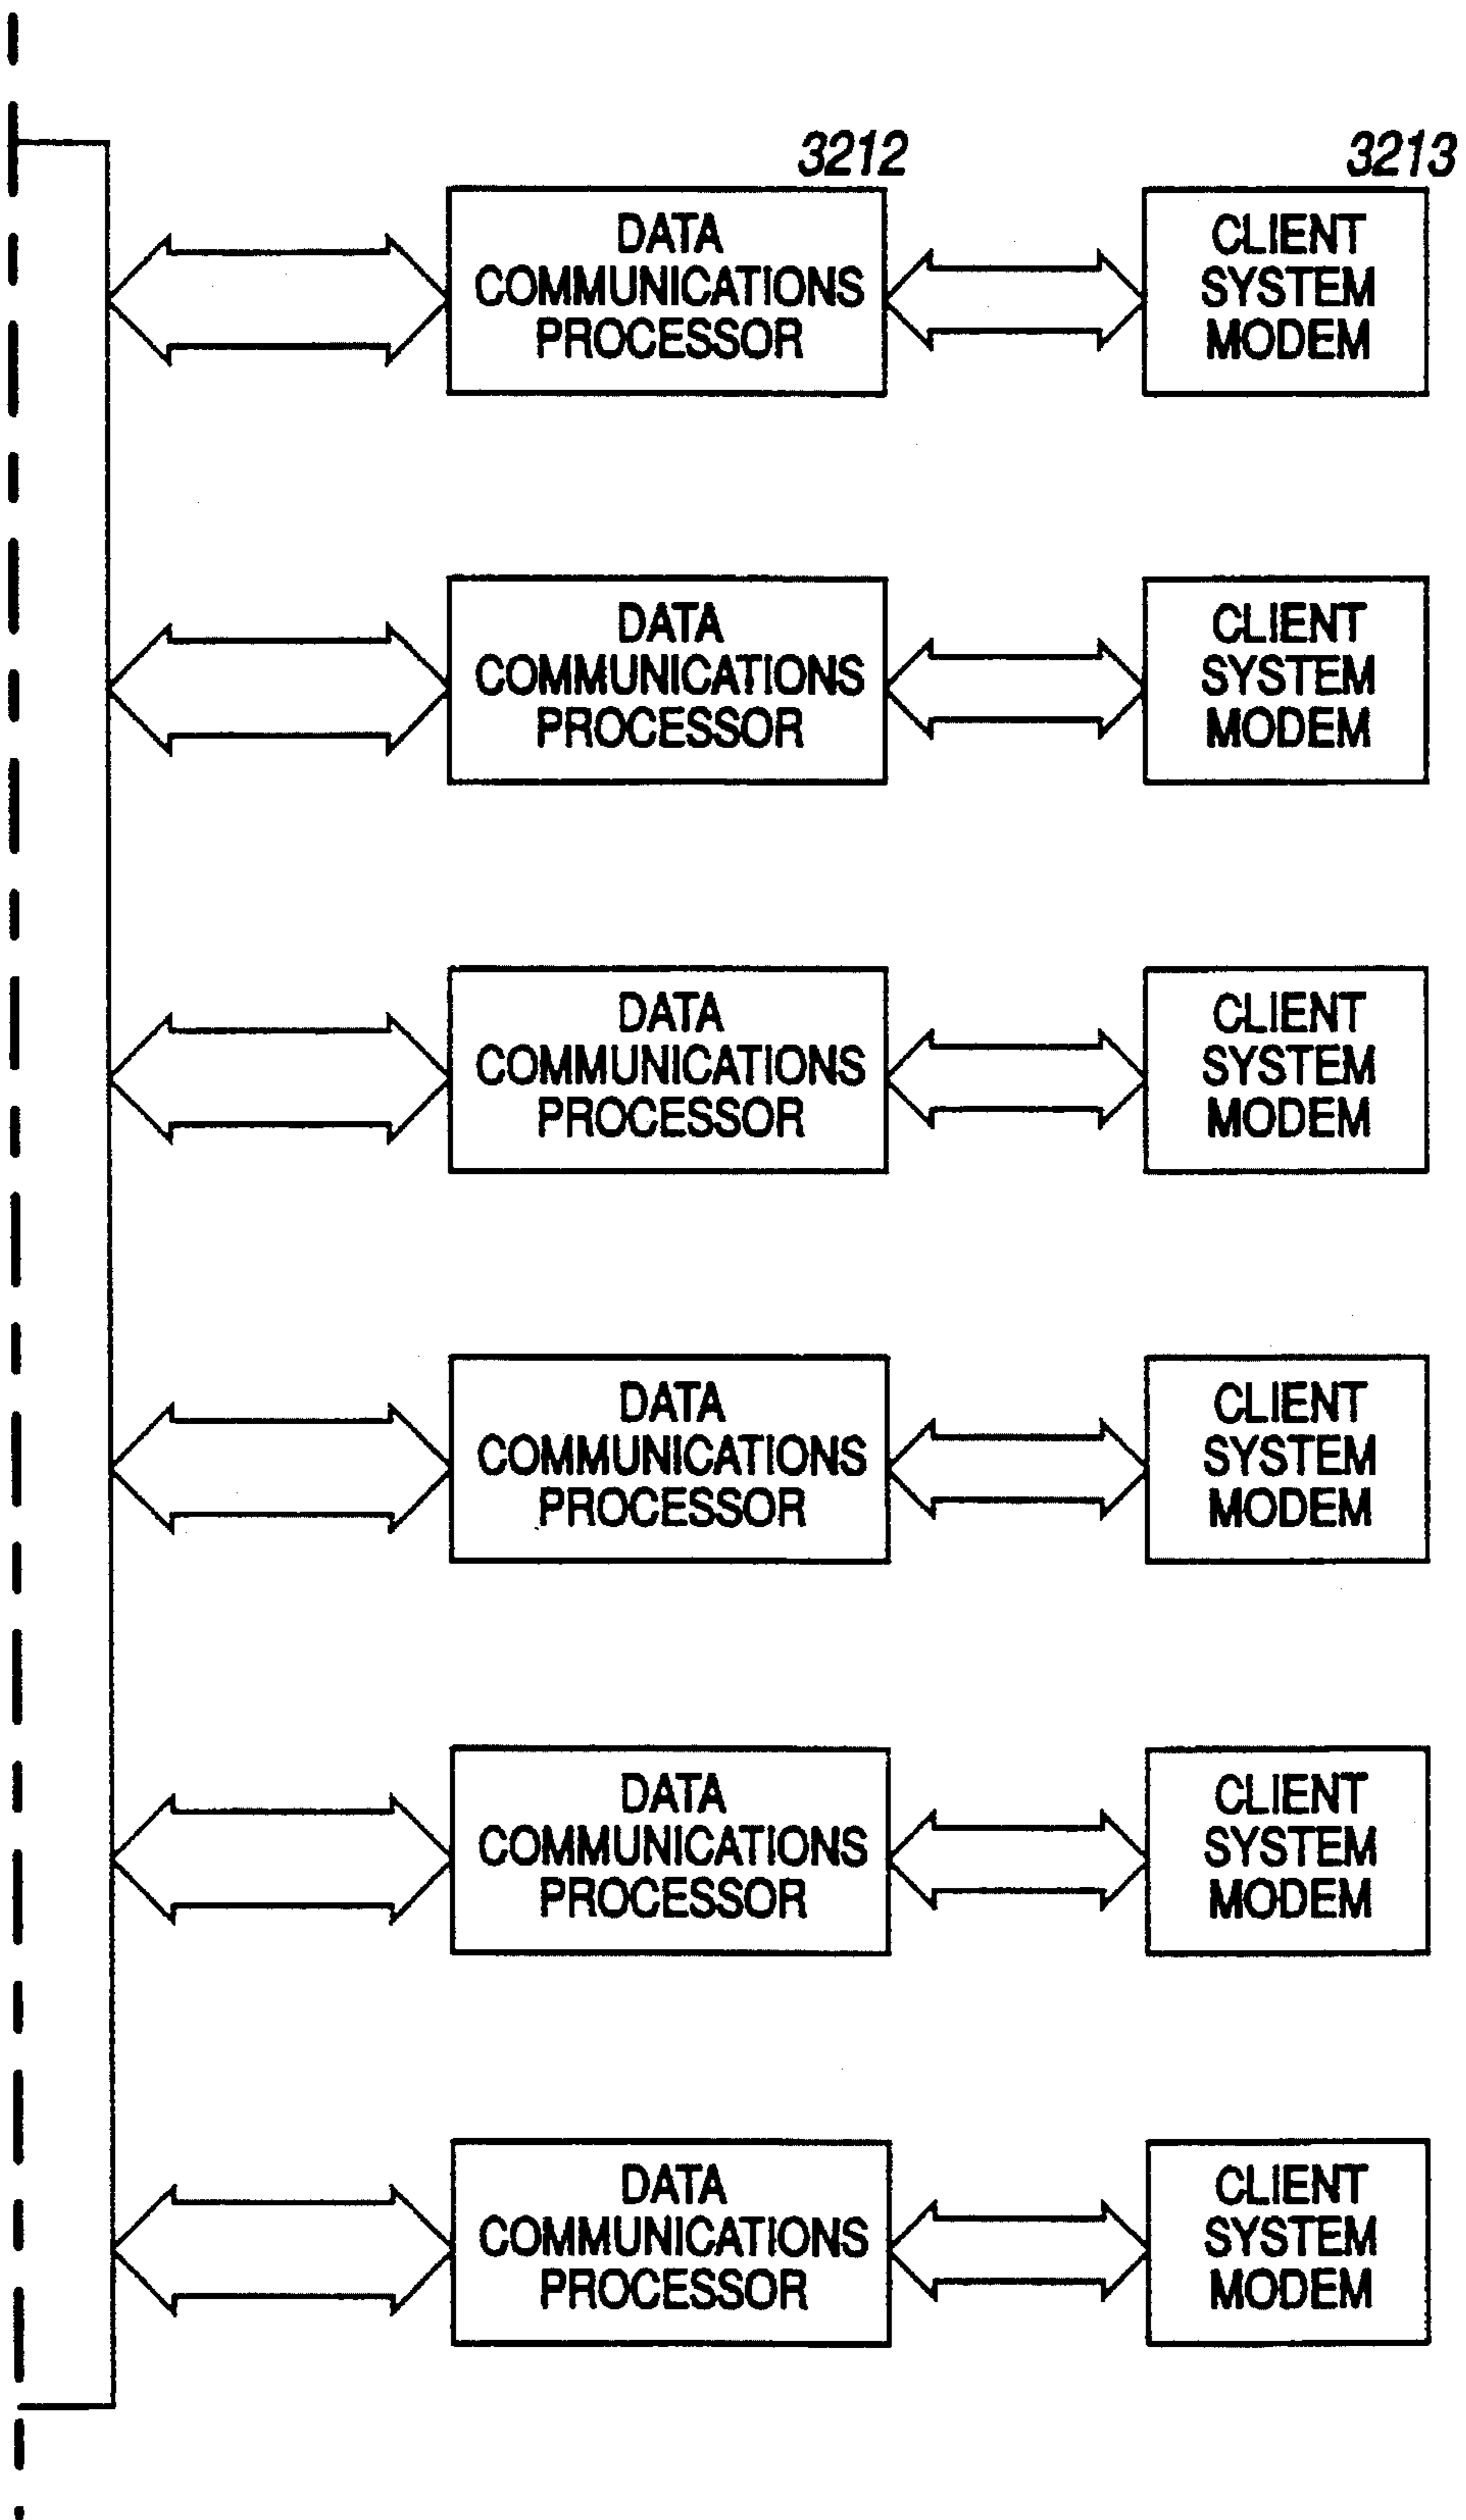 3212
3213
DATA
COMMUNICATIONS
PROCESSOR
CLIENT
SYSTEM
MODEM
DATA
COMMUNICATIONS
PROCESSOR
CLIENT
SYSTEM
MODEM
DATA
COMMUNICATIONS
PROCESSOR
CLIENT
SYSTEM
MODEM
DATA
COMMUNICATIONS
PROCESSOR
CLIENT
SYSTEM
MODEM
DATA
COMMUNICATIONS
PROCESSOR
CLIENT
SYSTEM
MODEM
DATA
COMMUNICATIONS
PROCESSOR
CLIENT
SYSTEM
MODEM